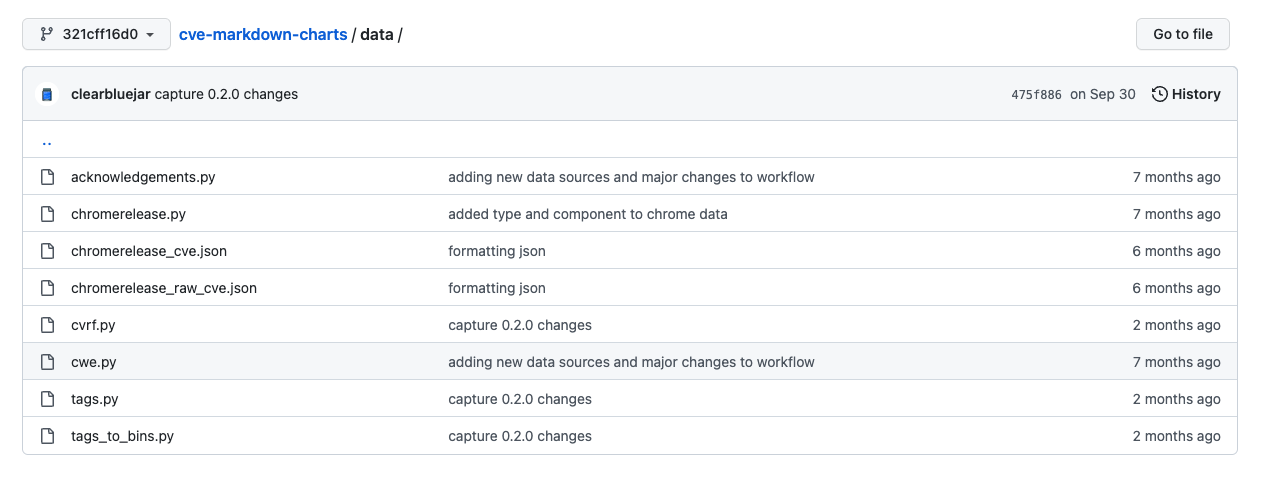 321cff16d0 cve-markdown-charts / data / Go to file
clearbluejar capture 0.2.0 changes 475f886 on Sep 30 History
..
acknowledgements.py adding new data sources and major changes to workflow 7 months ago
chromerelease.py added type and component to chrome data 7 months ago
chromerelease_cve.json formatting json 6 months ago
chromerelease_raw_cve.json formatting json 6 months ago
cvrf.py capture 0.2.0 changes 2 months ago
cwe.py adding new data sources and major changes to workflow 7 months ago
tags.py capture 0.2.0 changes 2 months ago
tags_to_bins.py capture 0.2.0 changes 2 months ago